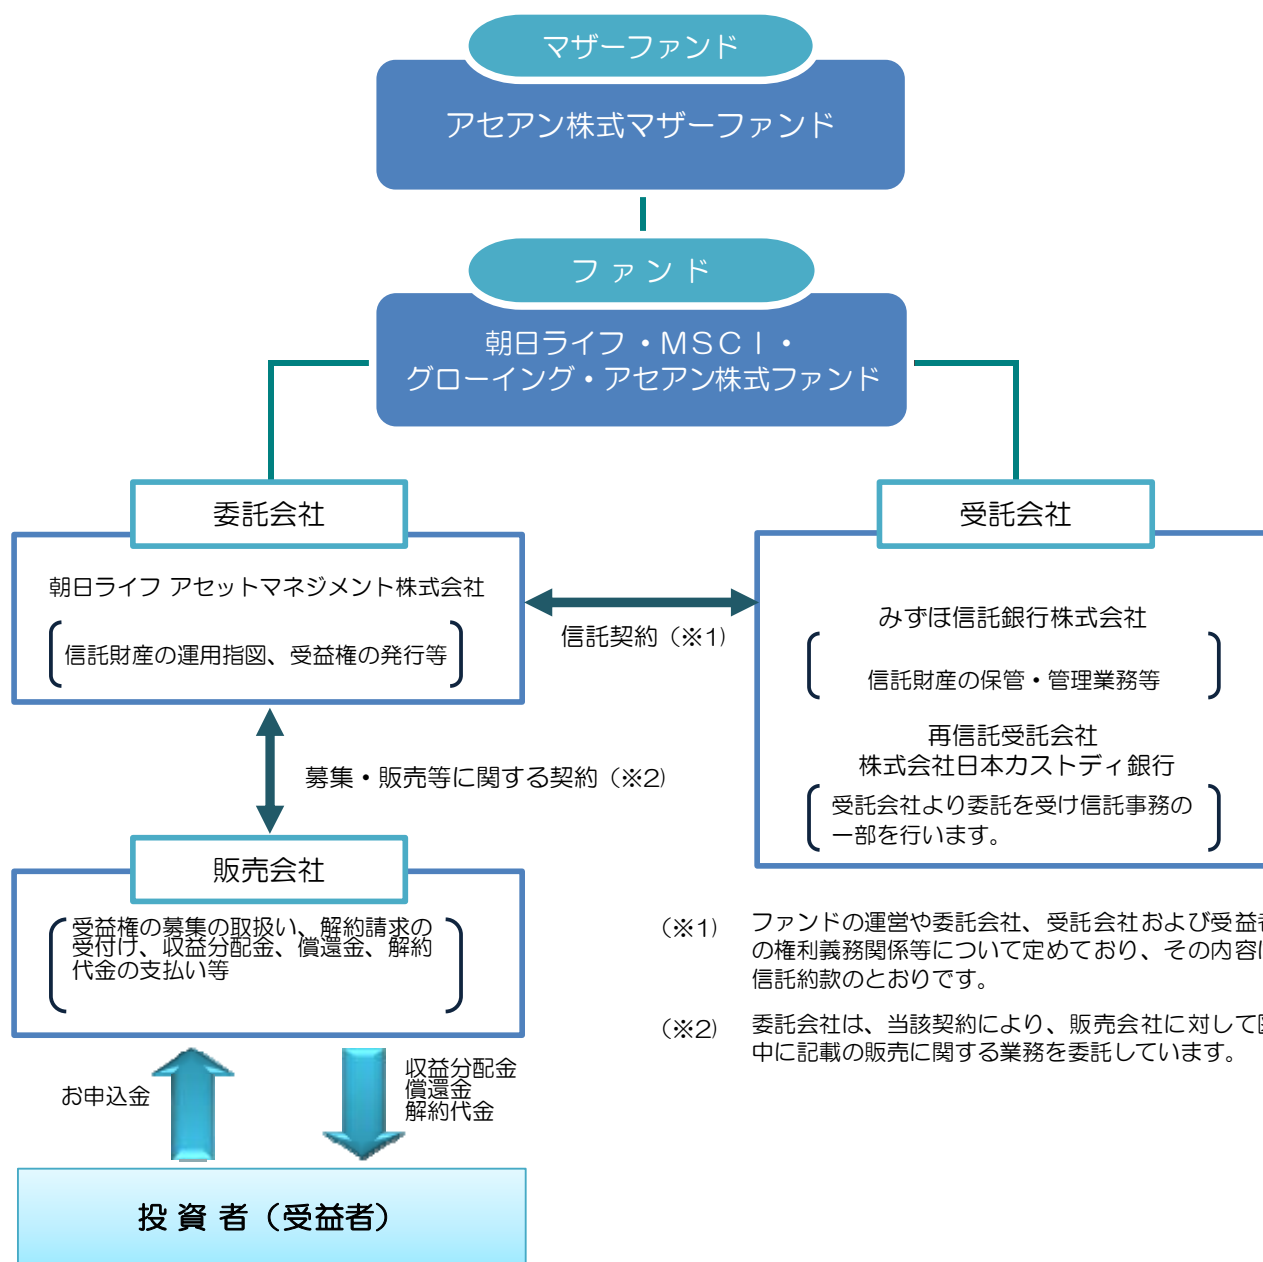 マザーファンド
アセアン株式マザーファンド
ファンド
朝日ライフ・ＭＳＣＩ・
グローイング・アセアン株式ファンド
委託会社
朝日ライフ アセットマネジメント株式会社
信託財産の運用指図、受益権の発行等
信託契約（※1）
受託会社
みずほ信託銀行株式会社
信託財産の保管・管理業務等
再信託受託会社
株式会社日本カストディ銀行
受託会社より委託を受け信託事務の
一部を行います。
募集・販売等に関する契約（※2）
販売会社
受益権の募集の取扱い、解約請求の
受付け、収益分配金、償還金、解約
代金の支払い等
（※1） ファンドの運営や委託会社、受託会社および受益
の権利義務関係等について定めており、その内容
信託約款のとおりです。
（※2） 委託会社は、当該契約により、販売会社に対して
中に記載の販売に関する業務を委託しています。
お申込金
収益分配金
償還金
解約代金
投 資 者（受益者）